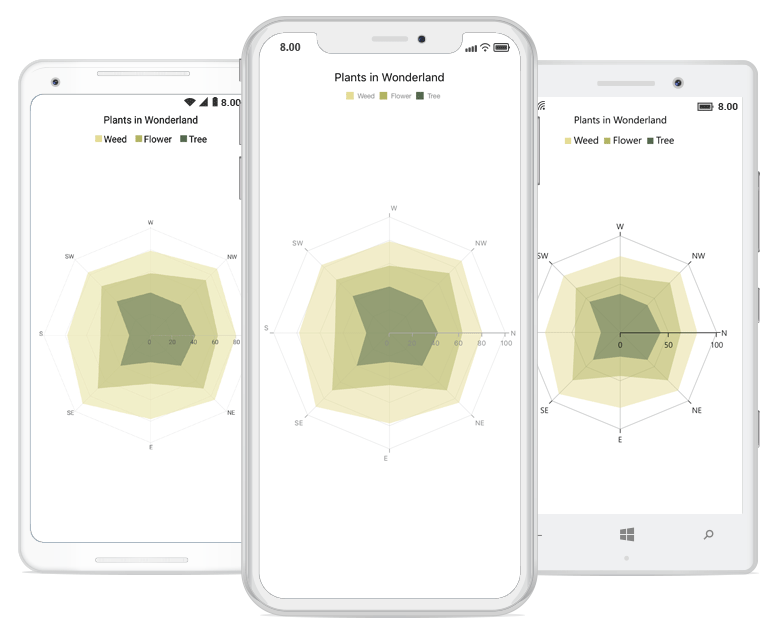 8.00
Plants in Wonderland
Weed Flower Tree
W
SW NW
S 0 20 40 60 80
SE NE
E
8.00
Plants in Wonderland
Weed Flower Tree
W
SW NW
S N
0 20 40 60 80 100
SE NE
E
8.00
Plants in Wonderland
Weed Flower Tree
W
SW NW
N
0 50 100
SE NE
E